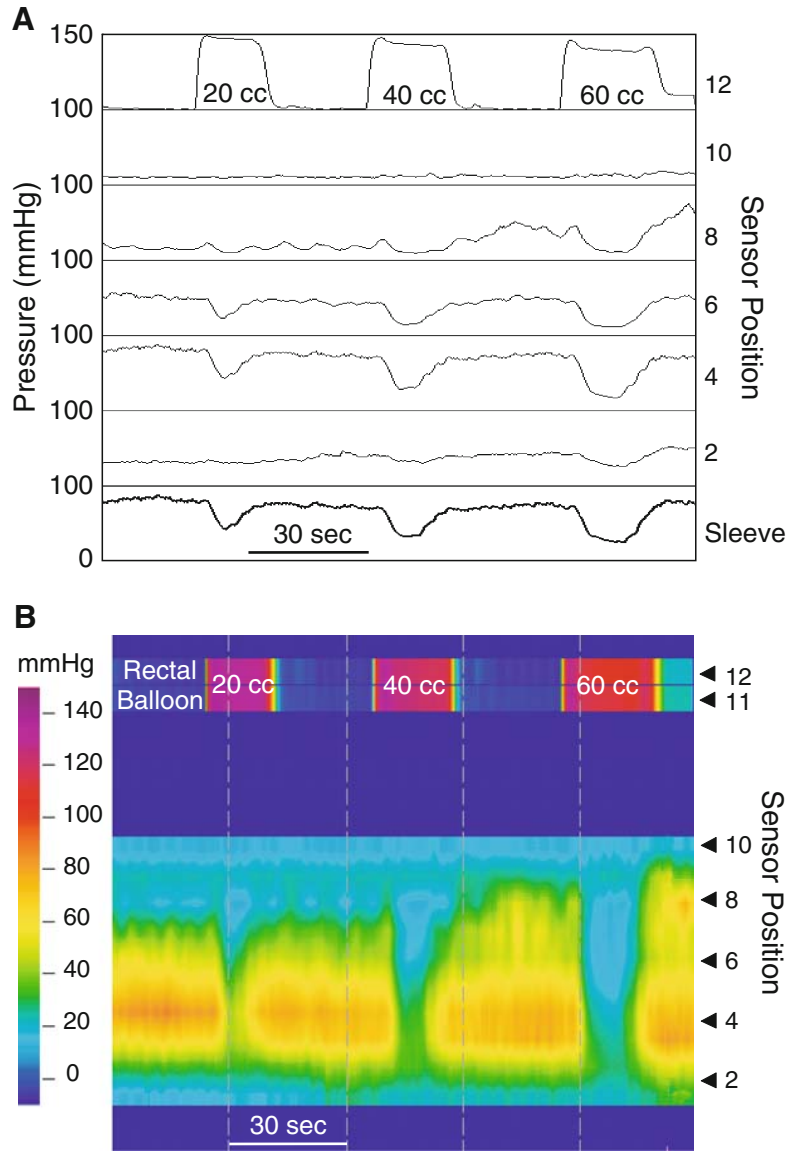 A
150
20 cc
40 cc
60 cc
12
100
10
100
8
100
6
100
4
100
2
100
30 sec
Sleeve
0
Pressure (mmHg)
Sensor Position
B
mmHg
140
120
100
80
60
40
20
0
Rectal
Balloon
20 cc
40 cc
60 cc
12
11
10
8
6
4
2
Sensor Position
30 sec